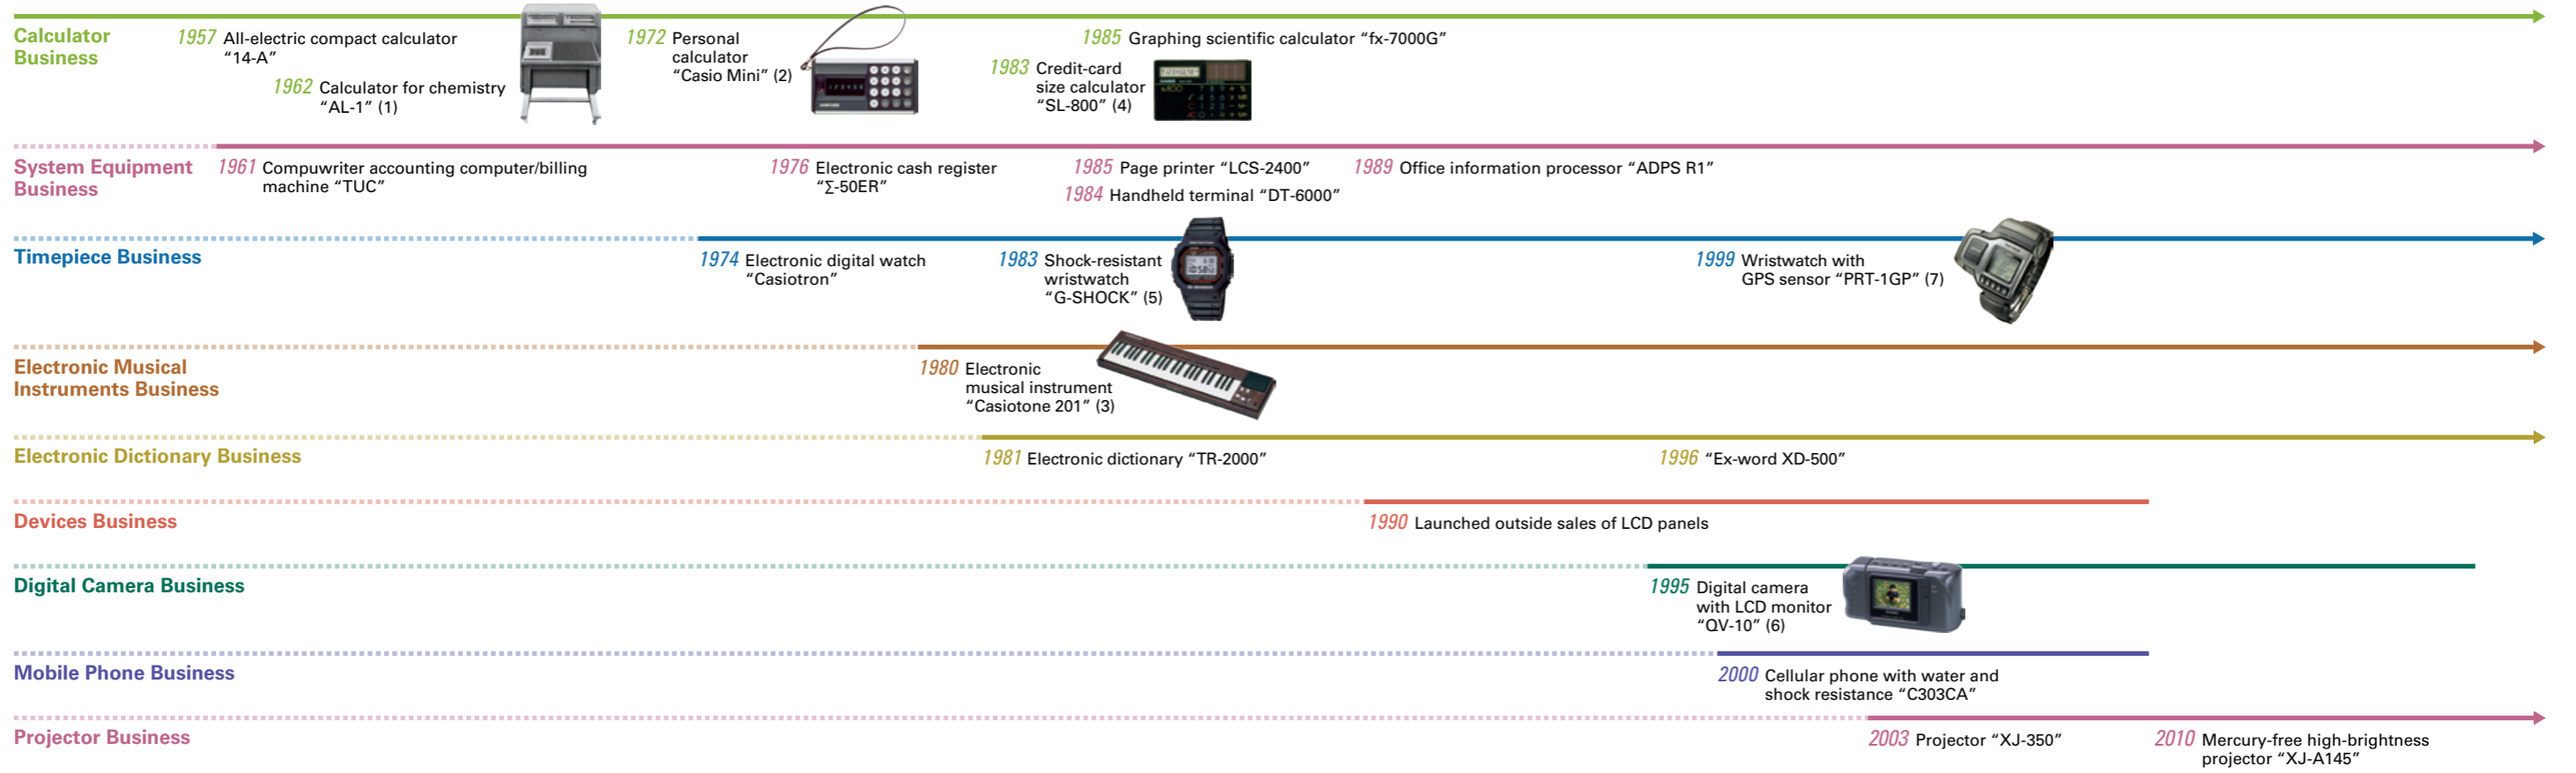 Calculator
Business
1957 All-electric compact calculator
“14-A”
1962 Calculator for chemistry
“AL-1” (1)
1972 Personal
calculator
“Casio Mini” (2)
1985 Graphing scientific calculator “fx-7000G”
1983 Credit-card
size calculator
“SL-800” (4)
System Equipment
Business
1961 Compuwriter accounting computer/billing
machine “TUC”
1976 Electronic cash register
“Σ-50ER”
1985 Page printer “LCS-2400”
1984 Handheld terminal “DT-6000”
1989 Office information processor “ADPS R1”
Timepiece Business
1974 Electronic digital watch
“Casiotron”
1983 Shock-resistant
wristwatch
“G-SHOCK” (5)
1999 Wristwatch with
GPS sensor “PRT-1GP” (7)
Electronic Musical
Instruments Business
1980 Electronic
musical instrument
“Casiotone 201” (3)
Electronic Dictionary Business
1981 Electronic dictionary “TR-2000”
1996 “Ex-word XD-500”
Devices Business
1990 Launched outside sales of LCD panels
Digital Camera Business
1995 Digital camera
with LCD monitor
“QV-10” (6)
Mobile Phone Business
2000 Cellular phone with water and
shock resistance “C303CA”
Projector Business
2003 Projector “XJ-350”
2010 Mercury-free high-brightness
projector “XJ-A145”